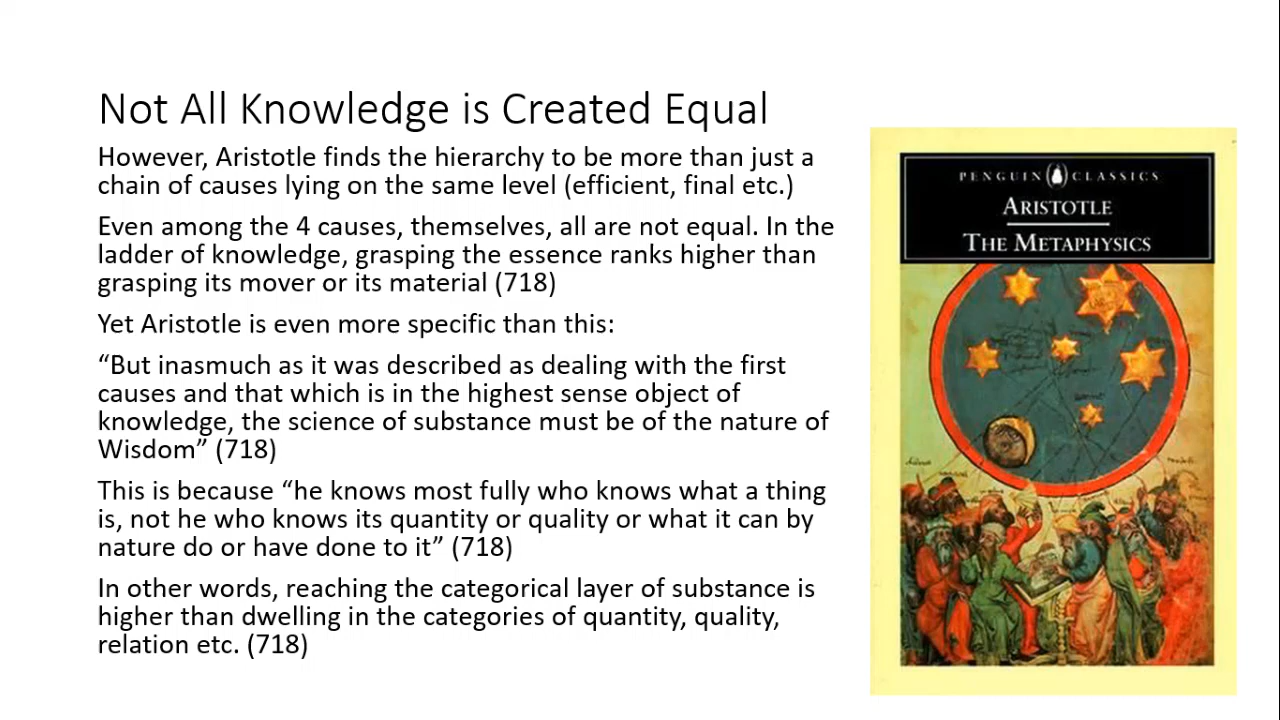 Not All Knowledge is Created Equal
However, Aristotle finds the hierarchy to be more than just a
chain of causes lying on the same level (efficient, final etc.)
Even among the 4 causes, themselves, all are not equal. In the
ladder of knowledge, grasping the essence ranks higher than
grasping its mover or its material (718)
Yet Aristotle is even more specific than this:
“But inasmuch as it was described as dealing with the first
causes and that which is in the highest sense object of
knowledge, the science of substance must be of the nature of
Wisdom” (718)
This is because “he knows most fully who knows what a thing
is, not he who knows its quantity or quality or what it can by
nature do or have done to it” (718)
In other words, reaching the categorical layer of substance is
higher than dwelling in the categories of quantity, quality,
relation etc. (718)
PENGUIN CLASSICS
ARISTOTLE
THE METAPHYSICS